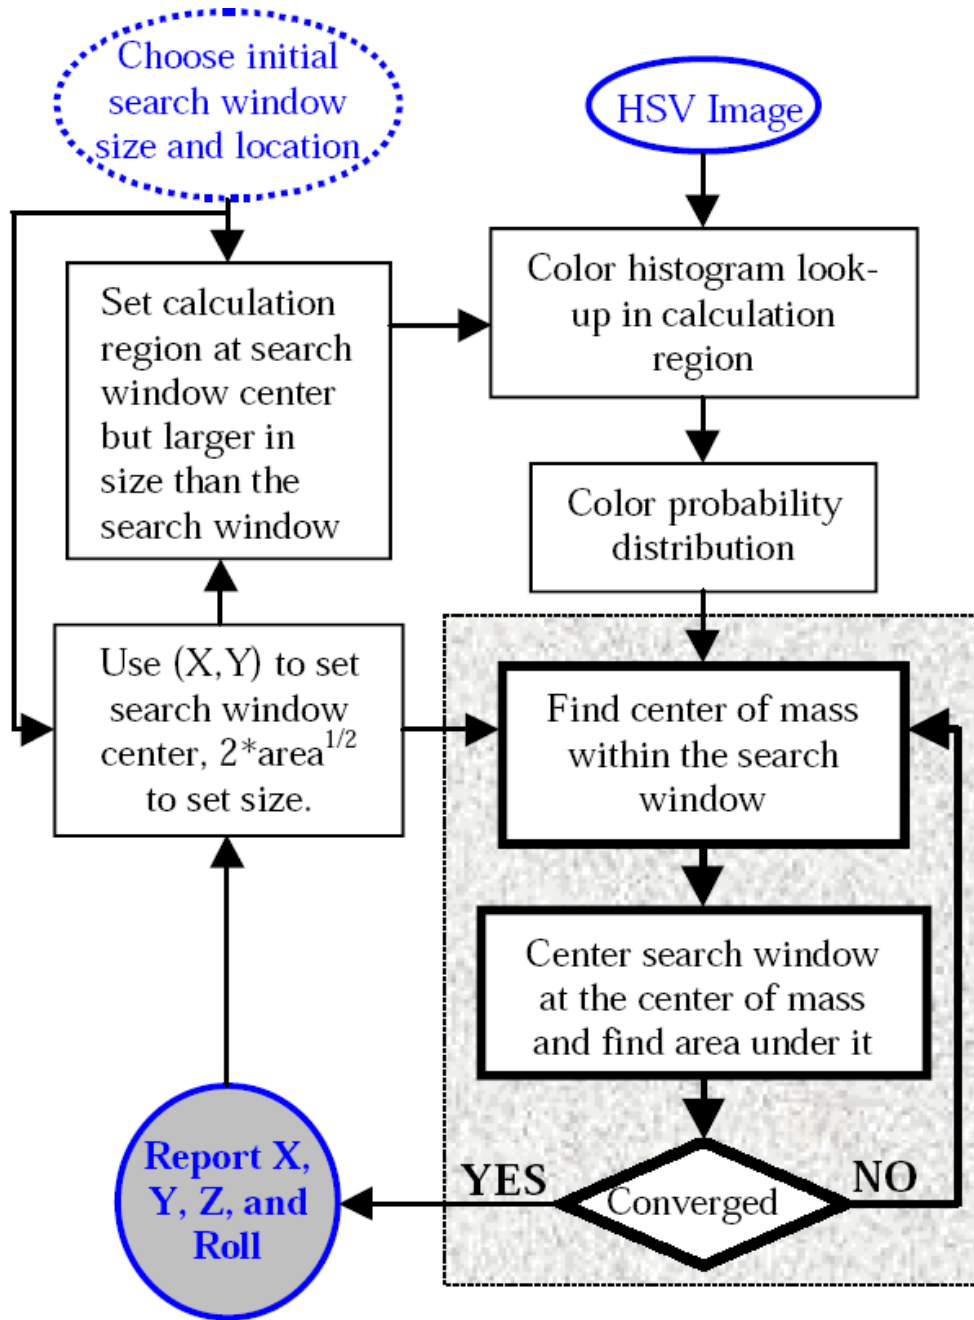 Choose initial
search window
size and location
HSV Image
Set calculation
region at search
window center
but larger in
size than the
search window
Color histogram look-
up in calculation
region
Color probability
distribution
Use (X,Y) to set
search window
center, 2*area^1/2
to set size.
Find center of mass
within the search
window
Center search window
at the center of mass
and find area under it
Converged
YES
NO
Report X,
Y, Z, and
Roll